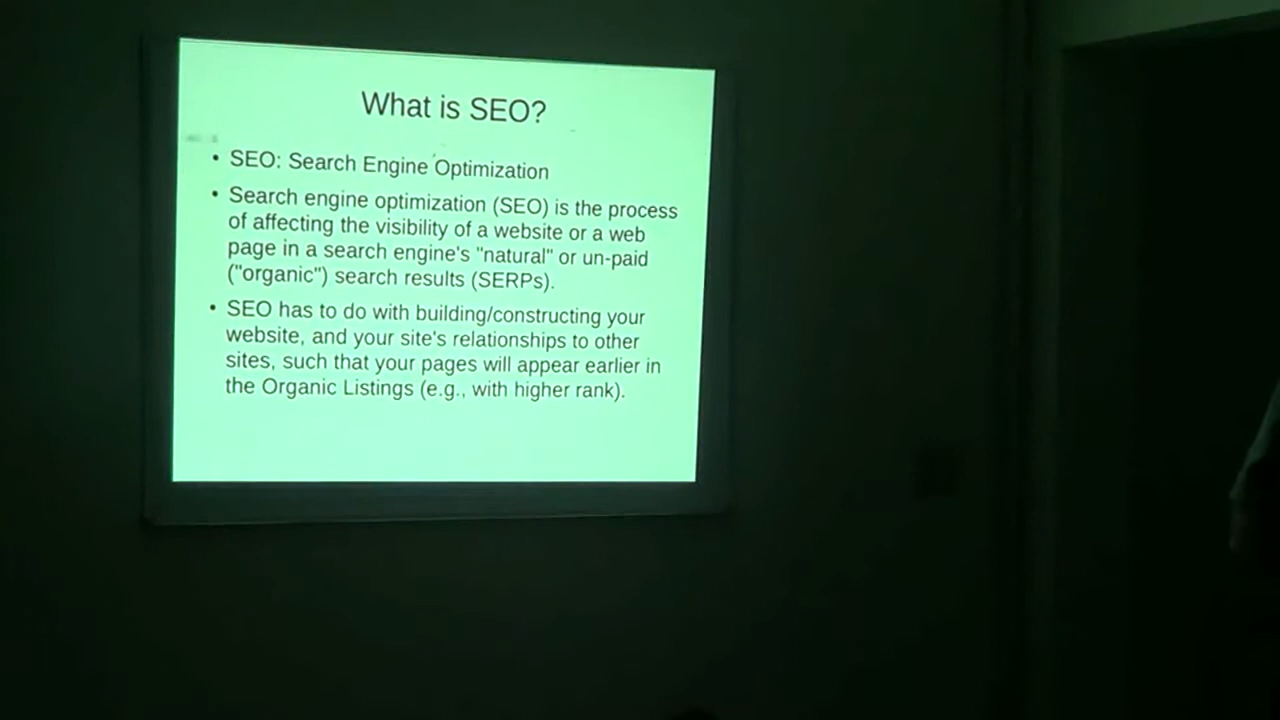 What is SEO?
• SEO: Search Engine Optimization
• Search engine optimization (SEO) is the process
of affecting the visibility of a website or a web
page in a search engine's "natural" or un-paid
("organic") search results (SERPs).
• SEO has to do with building/constructing your
website, and your site's relationships to other
sites, such that your pages will appear earlier in
the Organic Listings (e.g., with higher rank).